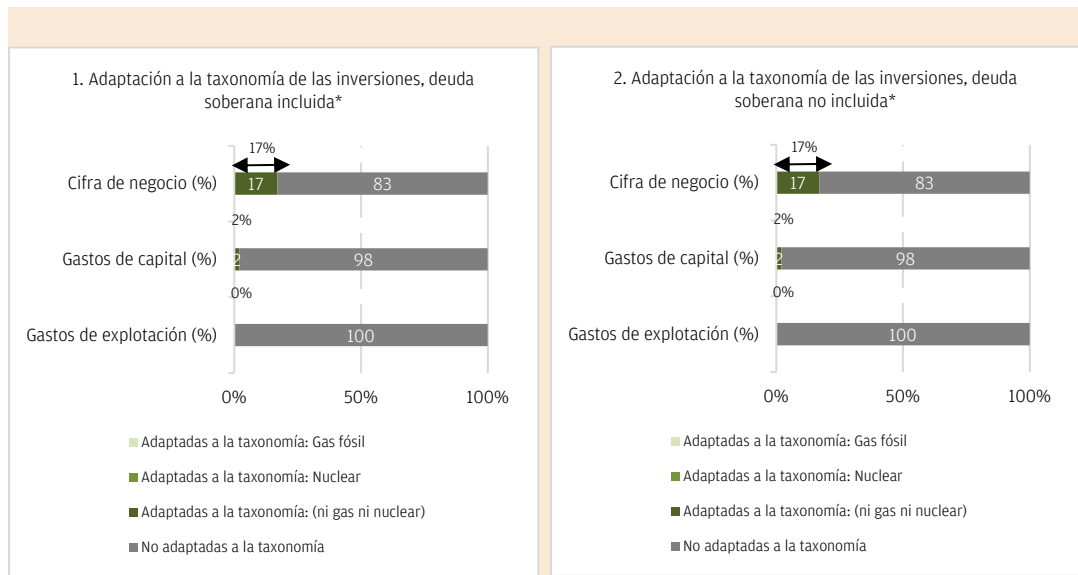 1. Adaptación a la taxonomía de las inversiones, deuda
soberana incluida*
17%
Cifra de negocio (%)
17
83
2%
Gastos de capital (%)
2
98
0%
Gastos de explotación (%)
100
0%
50%
100%
Adaptadas a la taxonomía: Gas fósil
Adaptadas a la taxonomía: Nuclear
Adaptadas a la taxonomía: (ni gas ni nuclear)
No adaptadas a la taxonomía
2. Adaptación a la taxonomía de las inversiones, deuda
soberana no incluida*
17%
Cifra de negocio (%)
17
83
2%
Gastos de capital (%)
2
98
0%
Gastos de explotación (%)
100
0%
50%
100%
Adaptadas a la taxonomía: Gas fósil
Adaptadas a la taxonomía: Nuclear
Adaptadas a la taxonomía: (ni gas ni nuclear)
No adaptadas a la taxonomía